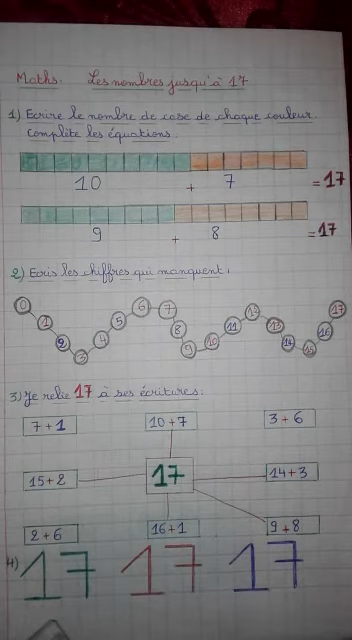 Maths. Les nombres jusqu'à 17
1) Ecrire le nombre de case de chaque couleur.
Complète les équations.
10 + 7 = 17
9 + 8 = 17
2) Ecris les chiffres qui manquent.
0 1 2 3 4 5 6 7 8 9 10 11 12 13 14 15 16 17
3) Je relie 17 à ses écritures:
7+1 10+7 3+6
15+2 17 14+3
2+6 16+1 9+8
4) 17 17 17